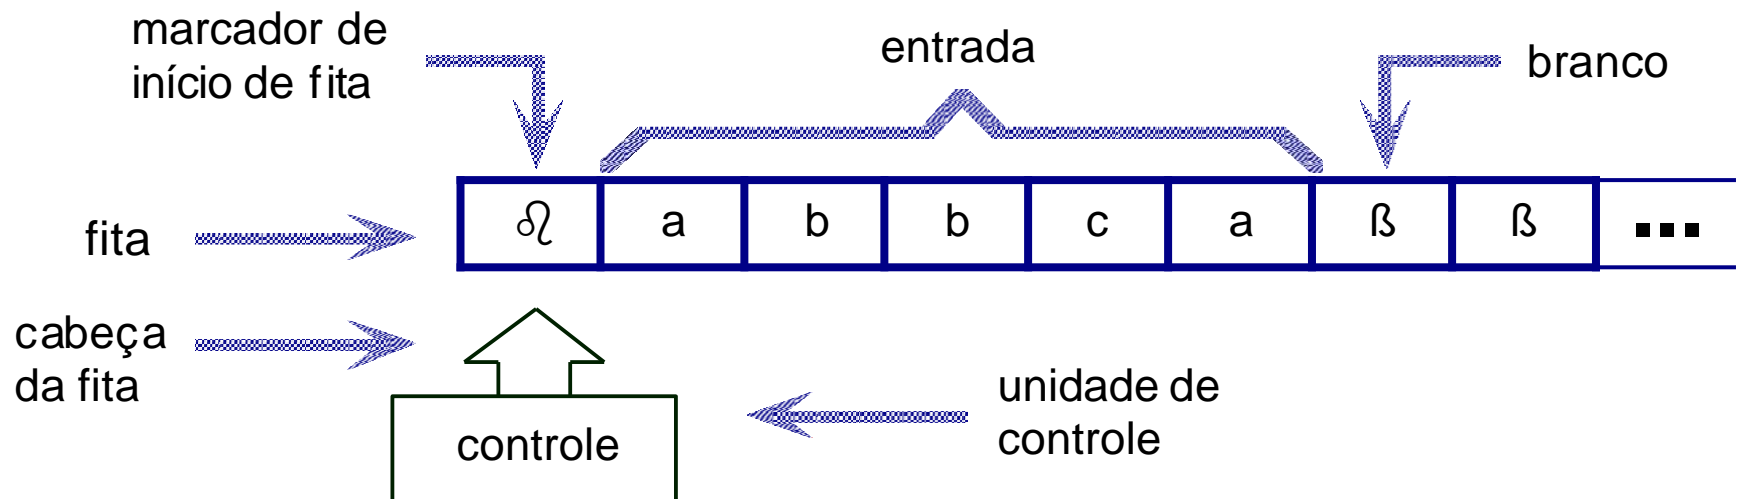 marcador de
início de fita
entrada
branco
fita
♌ a b b c a ß ß ...
cabeça
da fita
unidade de
controle
controle